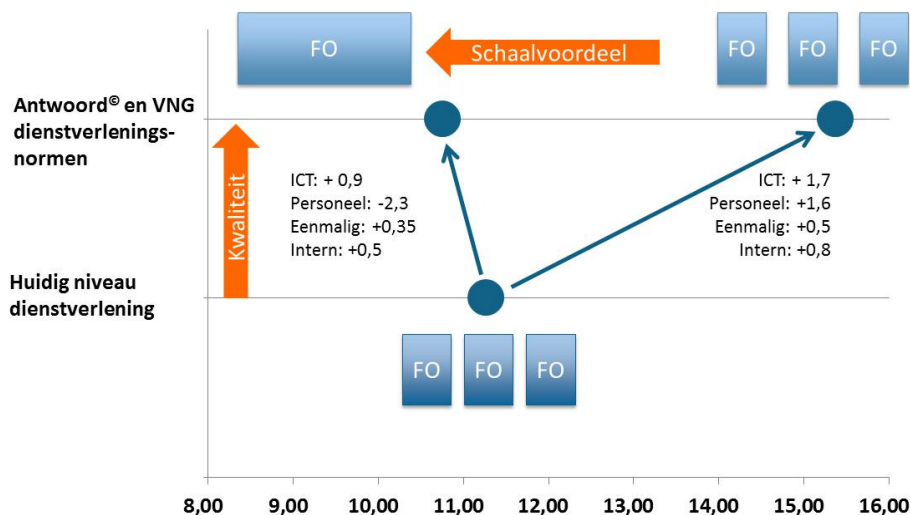 FO
Schaalvoordeel
FO
FO
FO
Antwoord© en VNG
dienstverlenings-
normen
Kwaliteit
ICT: + 0,9
Personeel: -2,3
Eenmalig: +0,35
Intern: +0,5
ICT: + 1,7
Personeel: +1,6
Eenmalig: +0,5
Intern: +0,8
Huidig niveau
dienstverlening
FO
FO
FO
8,00 9,00 10,00 11,00 12,00 13,00 14,00 15,00 16,00